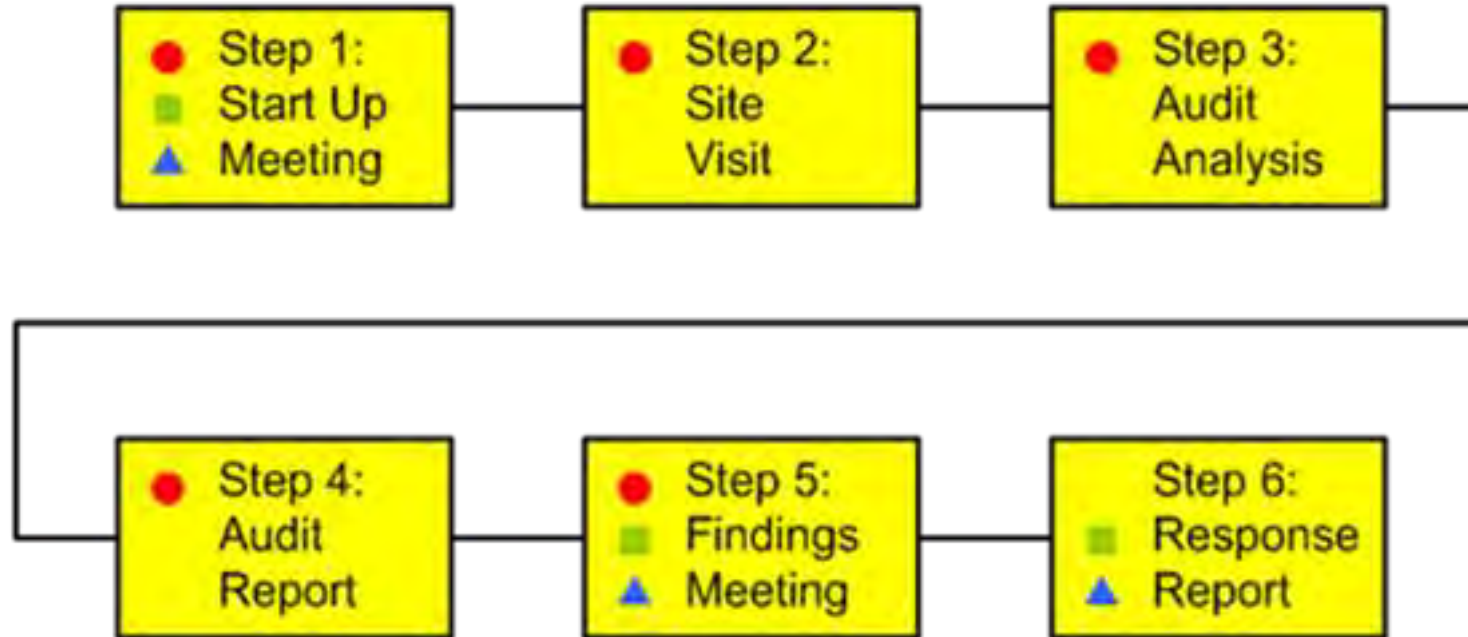 Step 1:
Start Up
Meeting
Step 2:
Site
Visit
Step 3:
Audit
Analysis
Step 4:
Audit
Report
Step 5:
Findings
Meeting
Step 6:
Response
Report